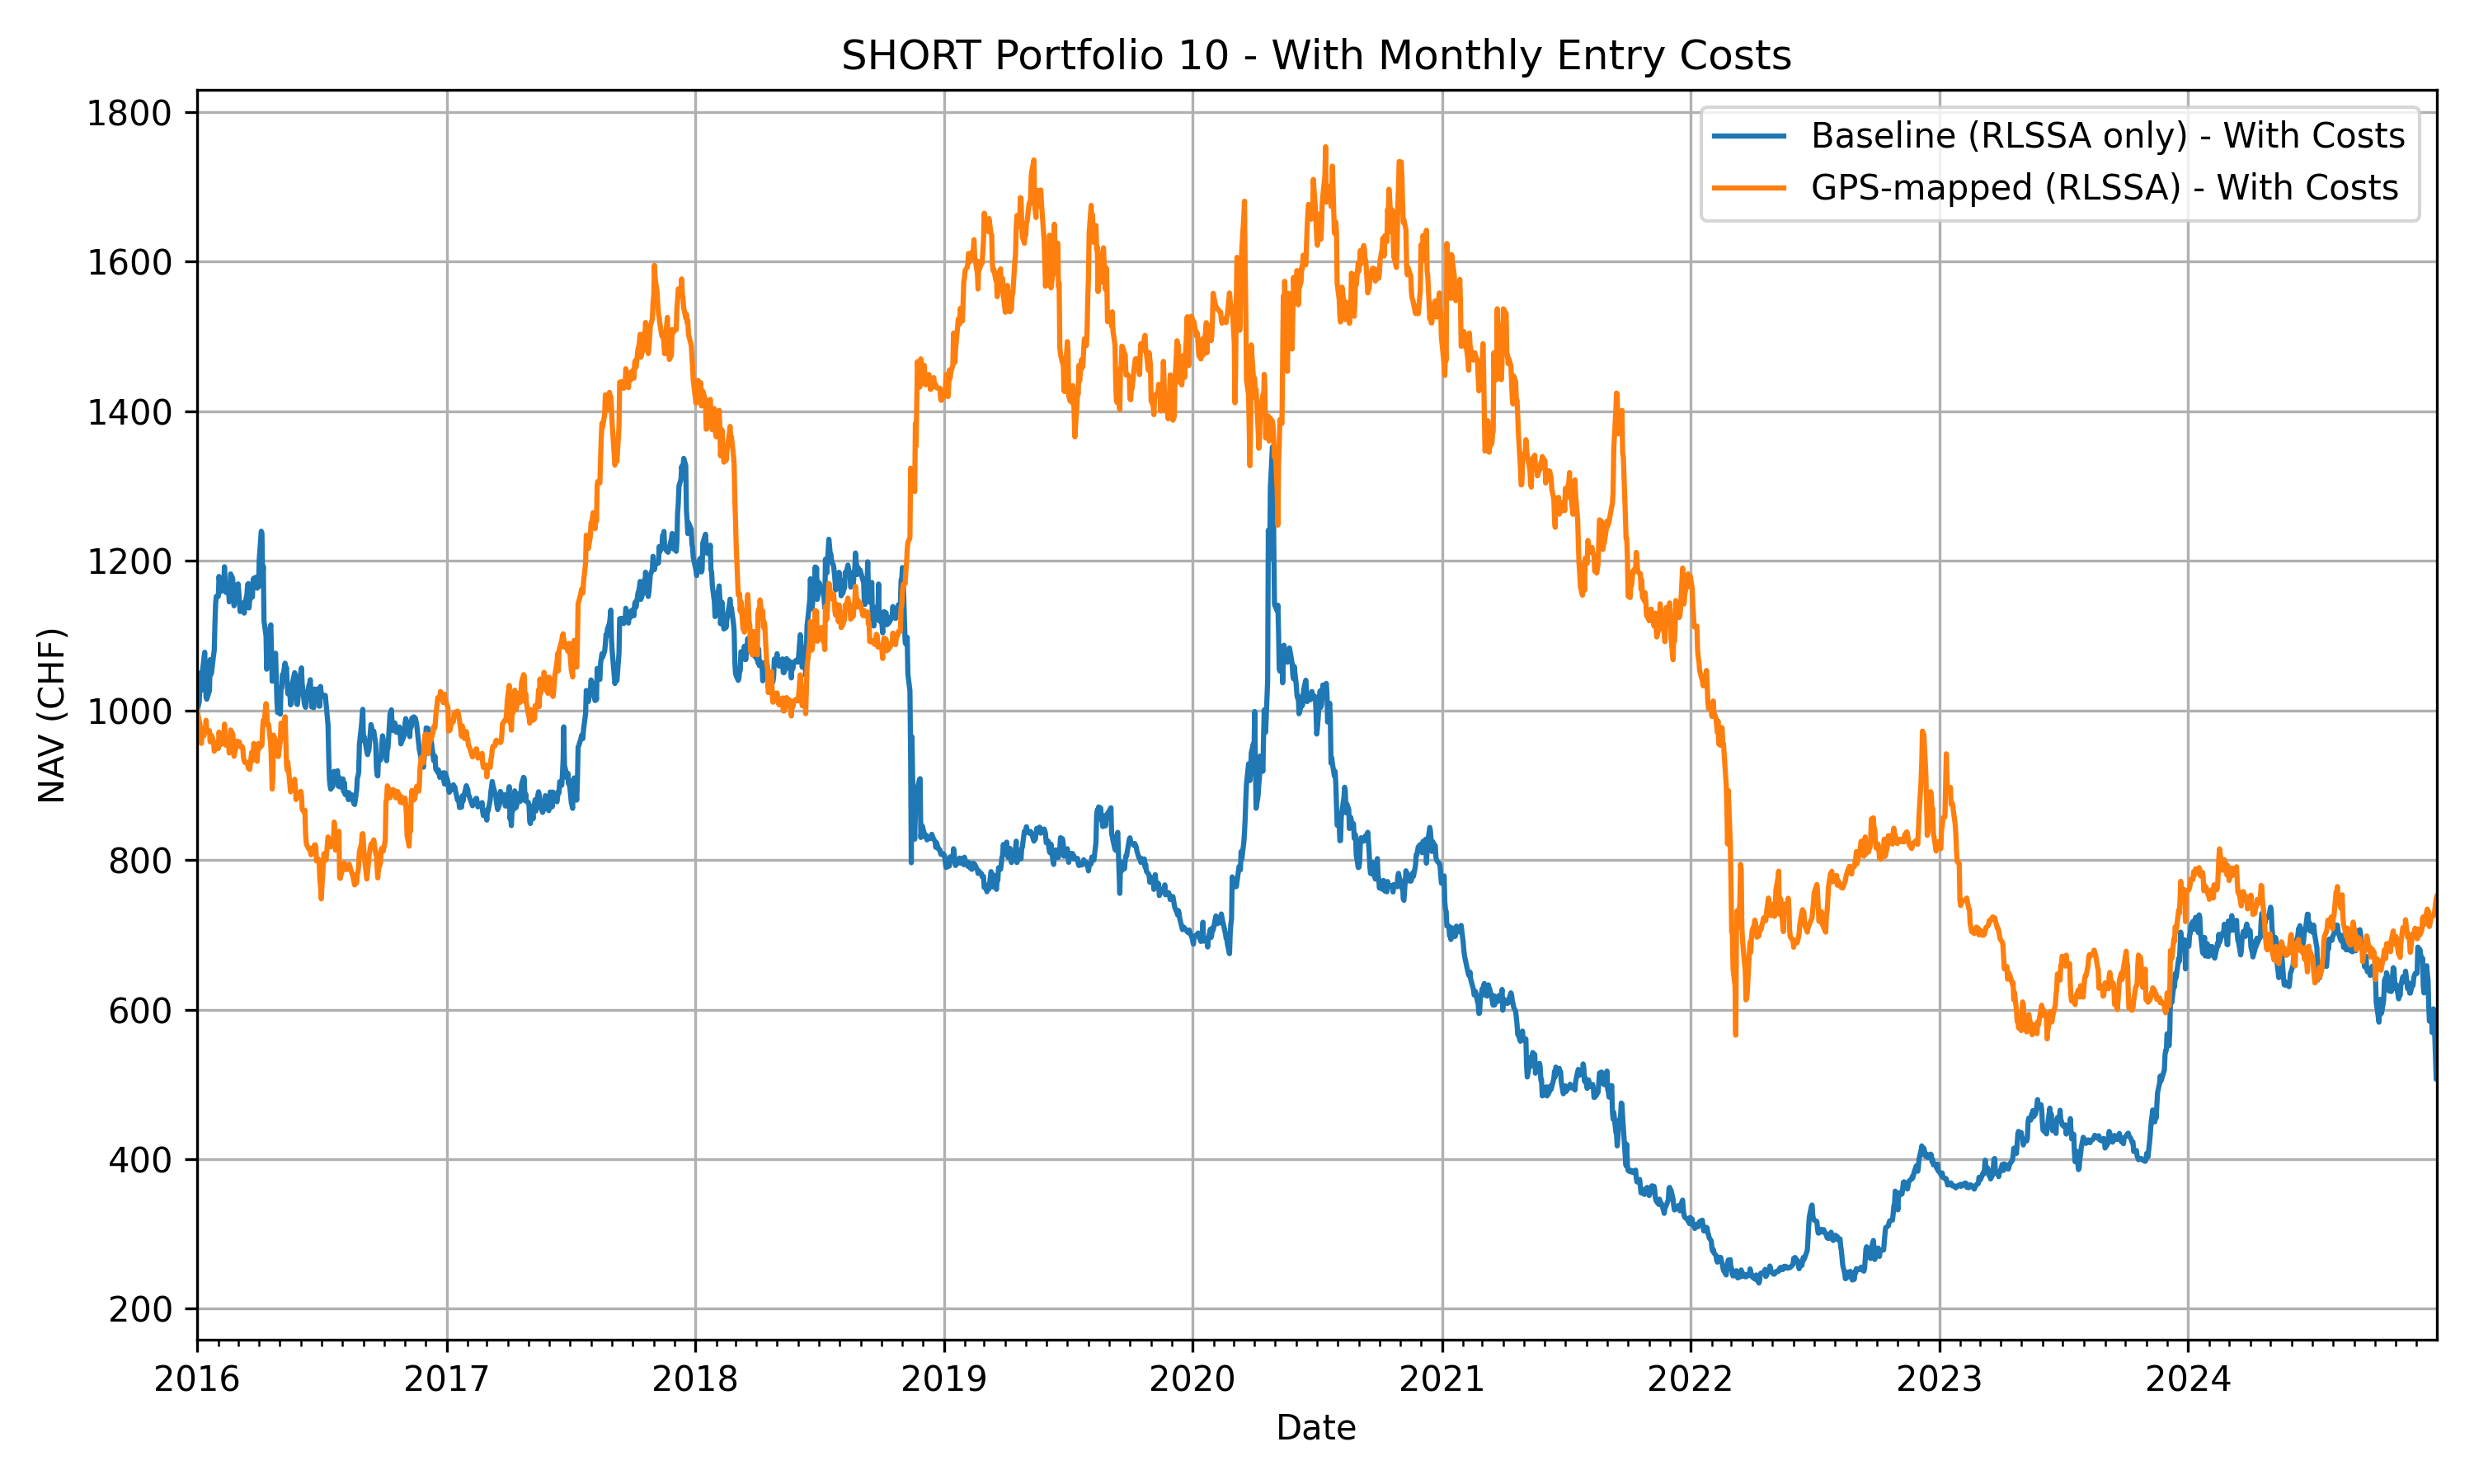 SHORT Portfolio 10 - With Monthly Entry Costs
Baseline (RLSSA only) - With Costs
GPS-mapped (RLSSA) - With Costs
NAV (CHF)
1800
1600
1400
1200
1000
800
600
400
200
2016 2017 2018 2019 2020 2021 2022 2023 2024
Date